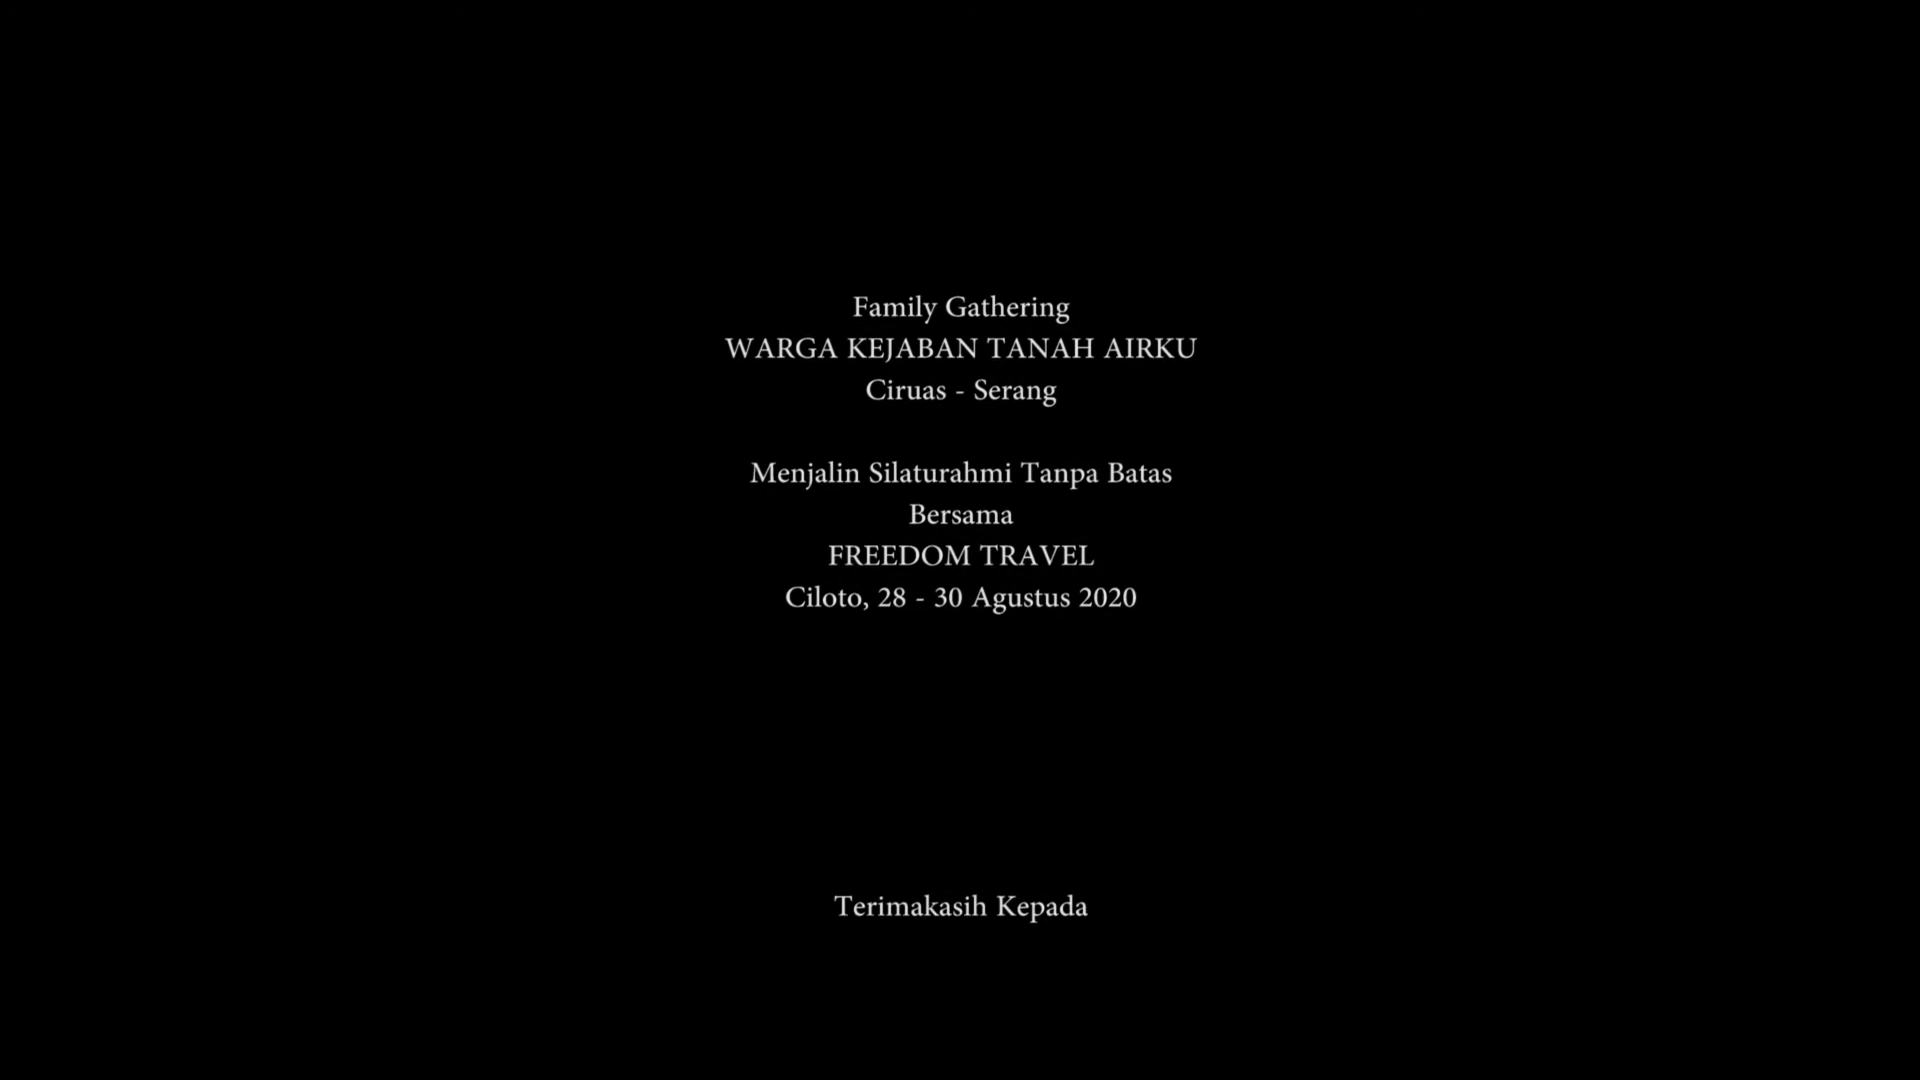 Family Gathering
WARGA KEJABAN TANAH AIRKU
Ciruas - Serang
Menjalin Silaturahmi Tanpa Batas
Bersama
FREEDOM TRAVEL
Ciloto, 28 - 30 Agustus 2020
Terimakasih Kepada